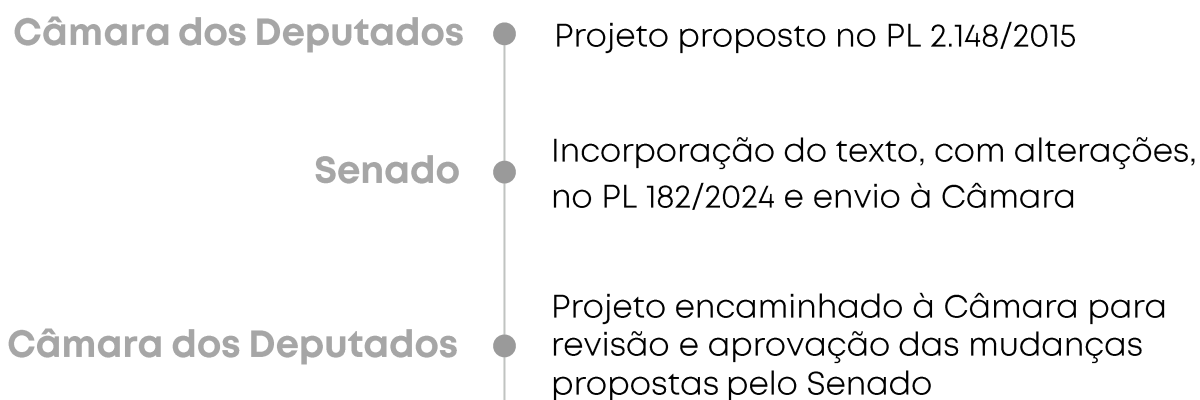 Câmara dos Deputados
Projeto proposto no PL 2.148/2015
Senado
Incorporação do texto, com alterações,
no PL 182/2024 e envio à Câmara
Câmara dos Deputados
Projeto encaminhado à Câmara para
revisão e aprovação das mudanças
propostas pelo Senado